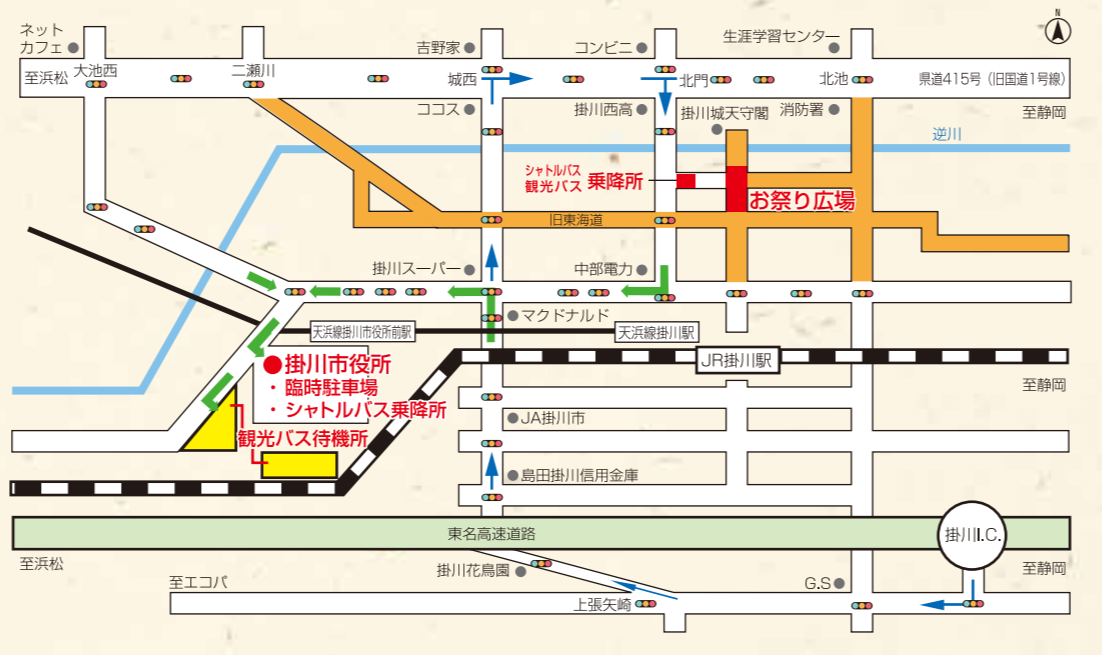 N
ネット
カフェ
吉野家
コンビニ
生涯学習センター
至浜松
大池西
二瀬川
城西
北門
北池
県道415号（旧国道1号線）
至静岡
ココス
掛川西高
掛川城天守閣
消防署
逆川
シャトルバス
観光バス 乗降所
お祭り広場
旧東海道
掛川スーパー
中部電力
マクドナルド
天浜線掛川市役所前駅
天浜線掛川駅
JR掛川駅
至静岡
掛川市役所
・臨時駐車場
・シャトルバス乗降所
観光バス待機所
JA掛川市
島田掛川信用金庫
東名高速道路
掛川I.C.
至浜松
至静岡
掛川花鳥園
至エコパ
上張矢崎
G.S